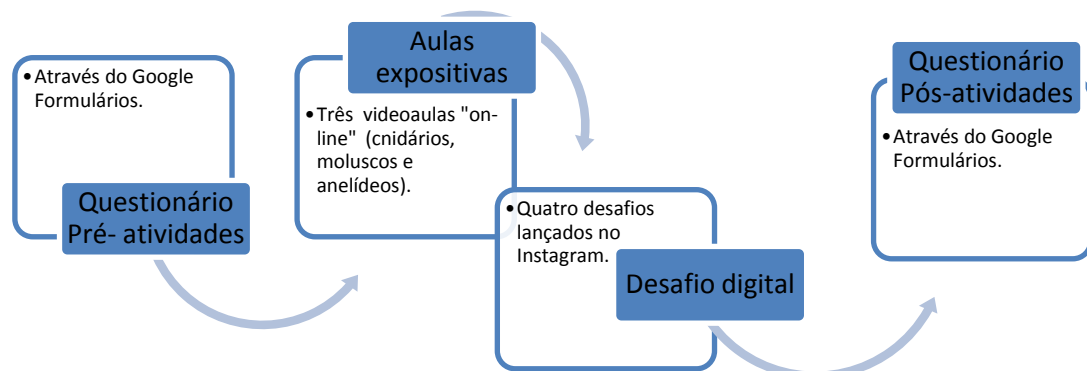 •Através do Google
Formulários.
Questionário
Pré- atividades
Aulas
expositivas
•Três videoaulas "on-
line" (cnidários,
moluscos e
anelídeos).
•Quatro desafios
lançados no
Instagram.
Desafio digital
Questionário
Pós-atividades
•Através do Google
Formulários.